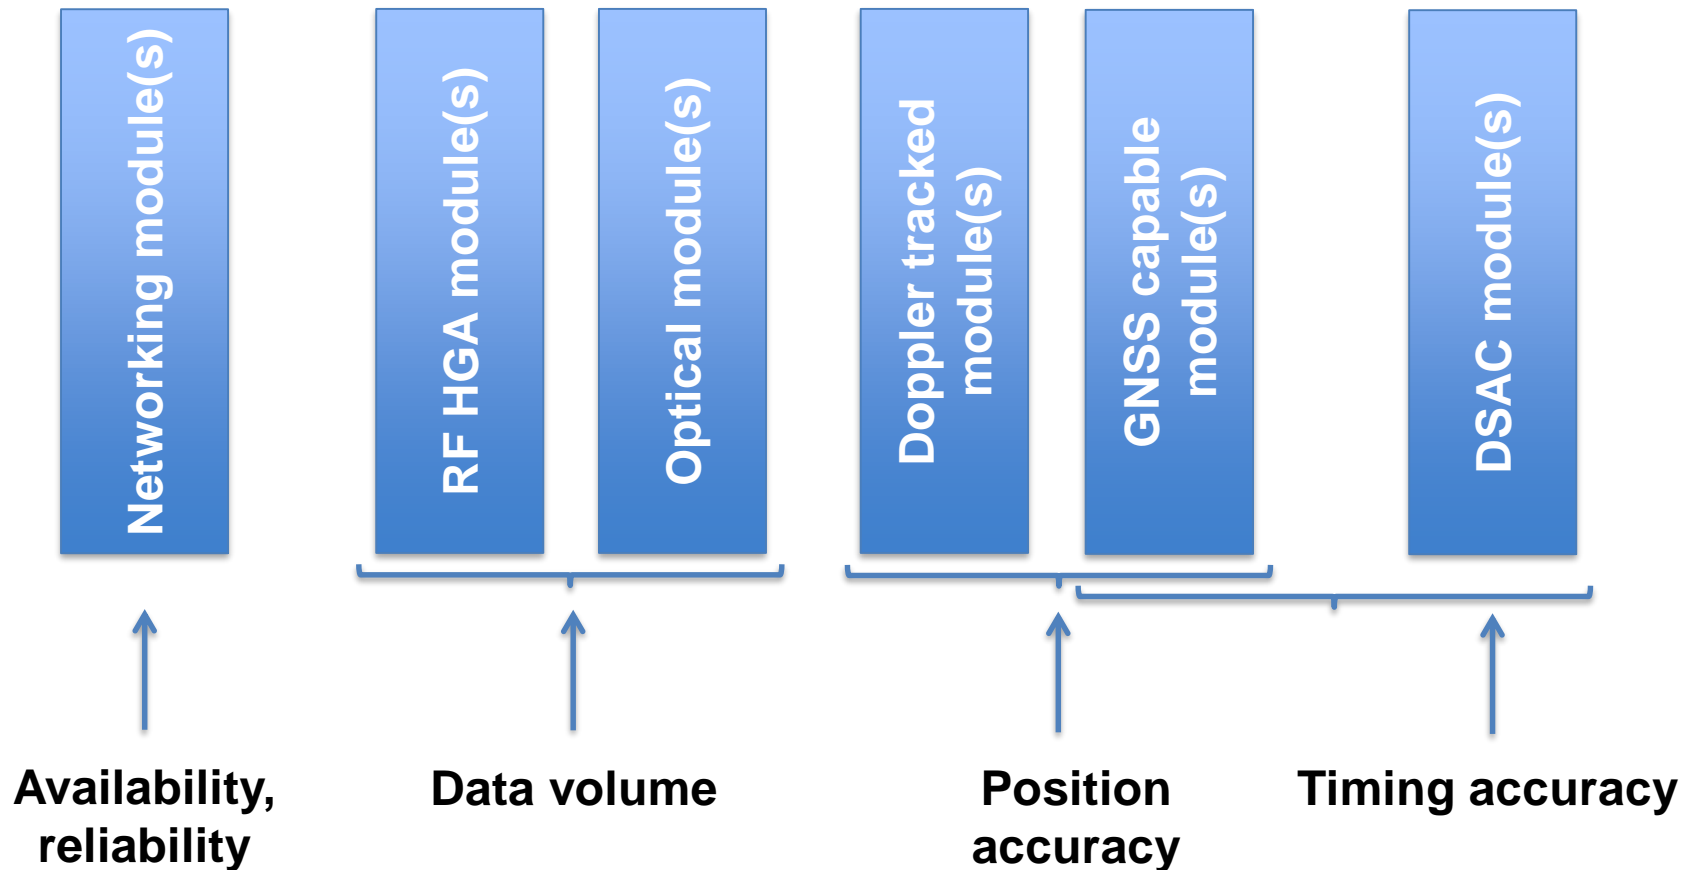 Networking module(s)
RF HGA module(s)
Optical module(s)
Doppler tracked
module(s)
GNSS capable
module(s)
DSAC module(s)
Availability,
reliability
Data volume
Position
accuracy
Timing accuracy